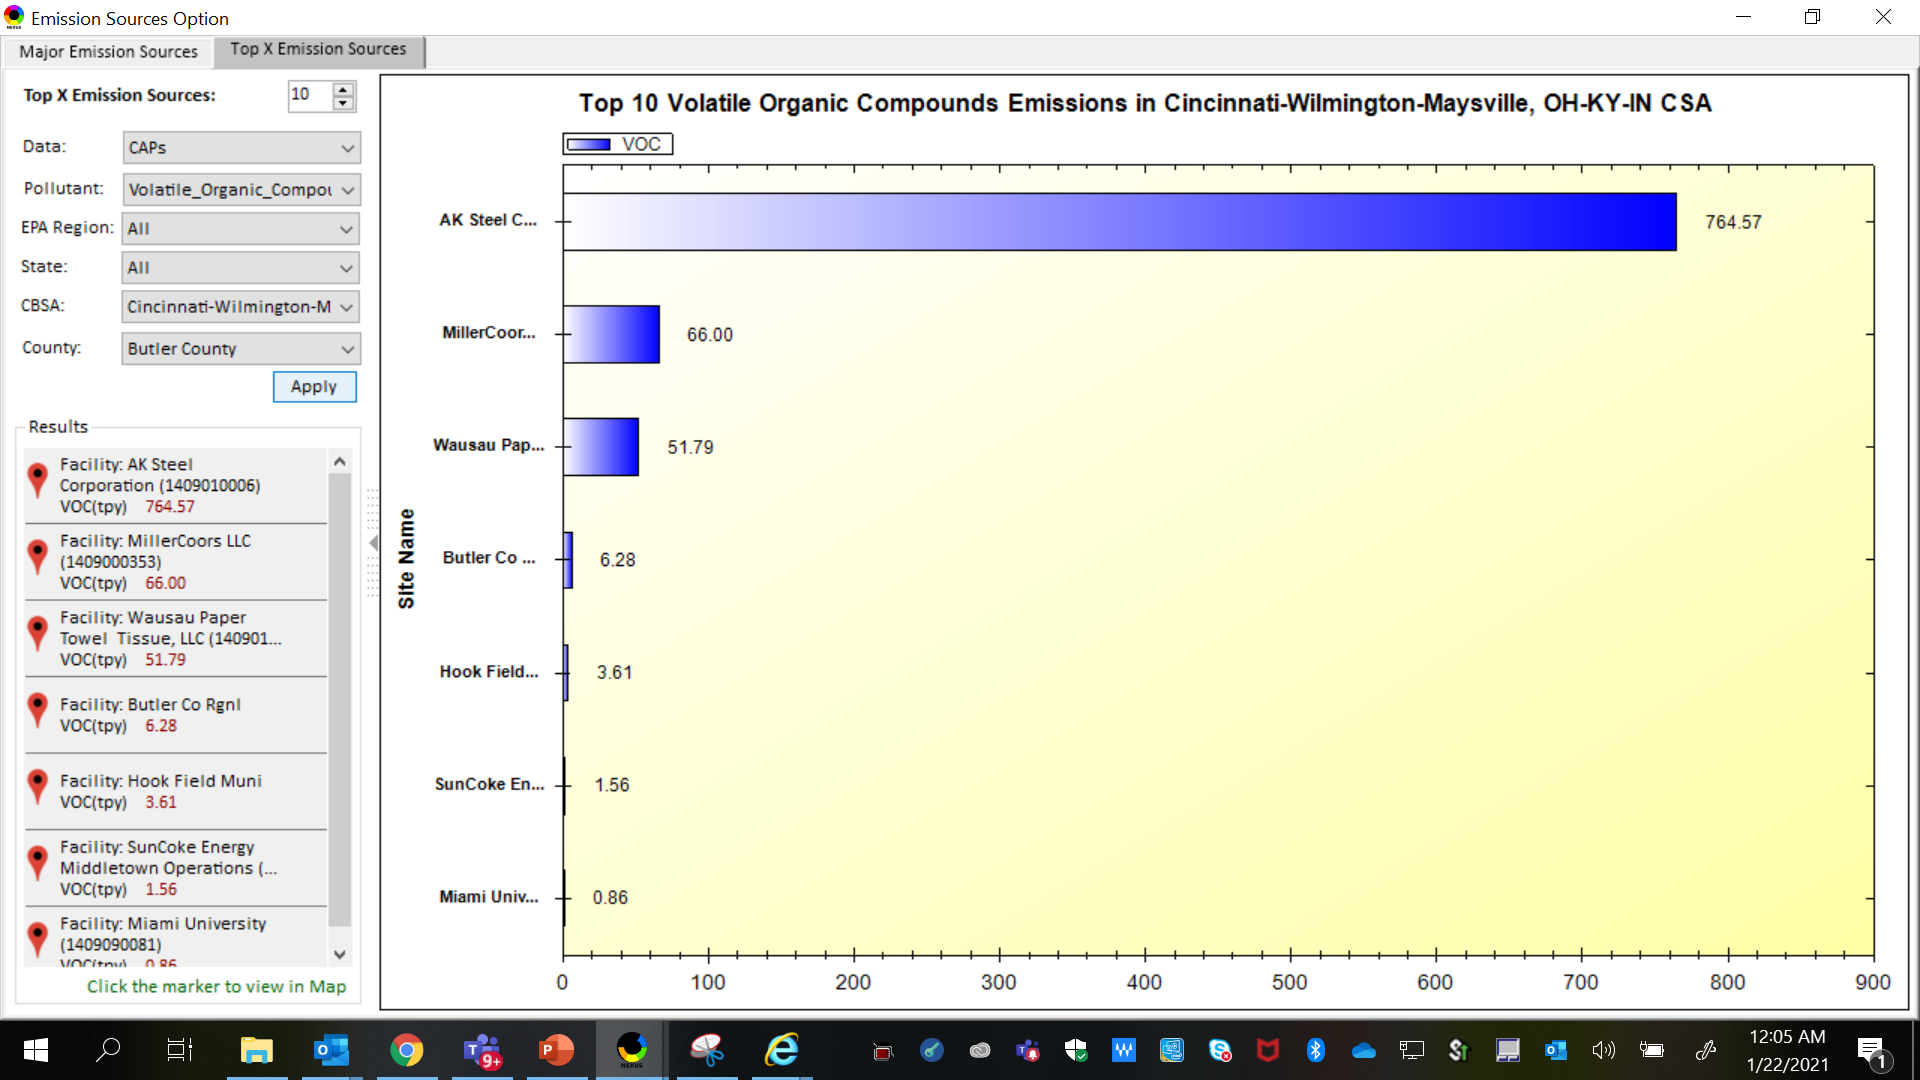 Emission Sources Option
Major Emission Sources
Top X Emission Sources
Top X Emission Sources:
10
Data:
CAPs
Pollutant:
Volatile_Organic_Compou
EPA Region:
All
State:
All
CBSA:
Cincinnati-Wilmington-M
County:
Butler County
Apply
Results
Facility: AK Steel
Corporation (1409010006)
VOC(tpy) 764.57
Facility: MillerCoors LLC
(1409000353)
VOC(tpy) 66.00
Facility: Wausau Paper
Towel Tissue, LLC (140901...
VOC(tpy) 51.79
Facility: Butler Co Rgnl
VOC(tpy) 6.28
Facility: Hook Field Muni
VOC(tpy) 3.61
Facility: SunCoke Energy
Middletown Operations (...
VOC(tpy) 1.56
Facility: Miami University
(1409090081)
VOC(tpy) 0.86
Click the marker to view in Map
Top 10 Volatile Organic Compounds Emissions in Cincinnati-Wilmington-Maysville, OH-KY-IN CSA
VOC
Site Name
AK Steel C...
764.57
MillerCoor...
66.00
Wausau Pap...
51.79
Butler Co ...
6.28
Hook Field...
3.61
SunCoke En...
1.56
Miami Univ...
0.86
0 100 200 300 400 500 600 700 800 900
9+
NEXUS
12:05 AM
1/22/2021
1